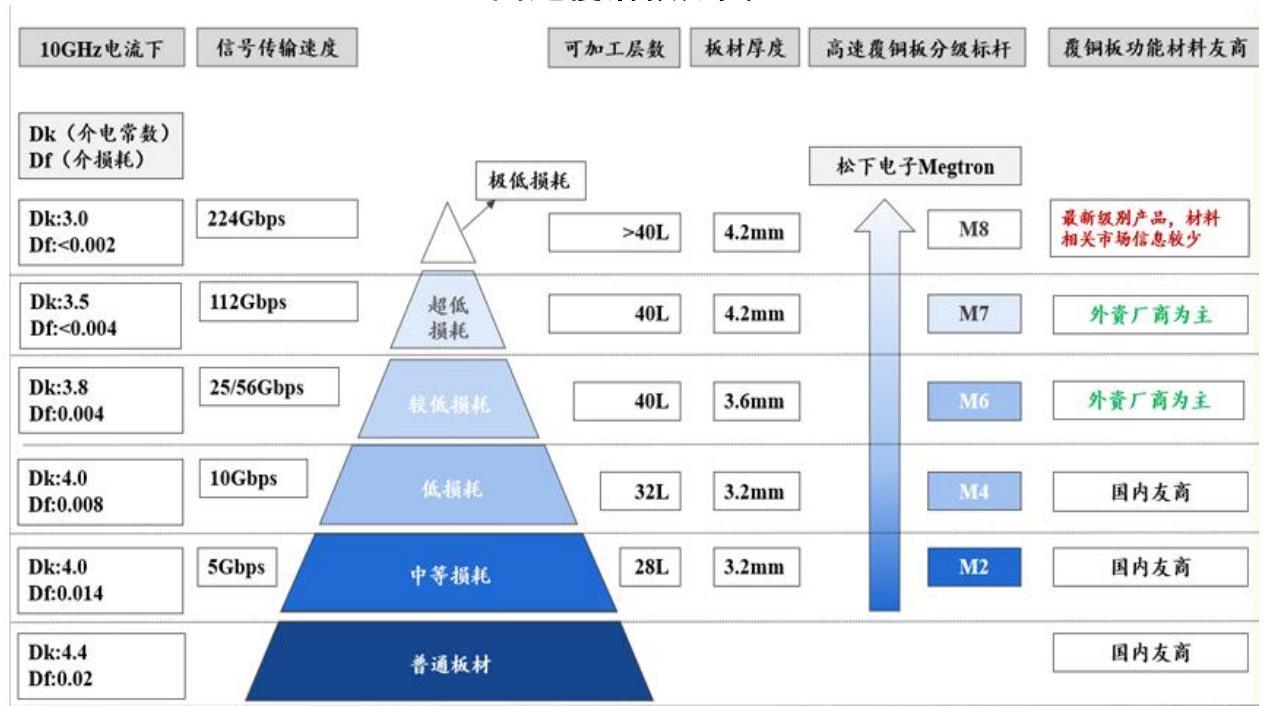 10GHz电流下 信号传输速度 可加工层数 板材厚度 高速覆铜板分级标杆 覆铜板功能材料友商
Dk（介电常数）
Df（介损耗）
极低损耗
松下电子Megtron
Dk:3.0
Df:<0.002
224Gbps
>40L
4.2mm
M8
最新级别产品，材料
相关市场信息较少
Dk:3.5
Df:<0.004
112Gbps
超低
损耗
40L
4.2mm
M7
外资厂商为主
Dk:3.8
Df:0.004
25/56Gbps
较低损耗
40L
3.6mm
M6
外资厂商为主
Dk:4.0
Df:0.008
10Gbps
低损耗
32L
3.2mm
M4
国内友商
Dk:4.0
Df:0.014
5Gbps
中等损耗
28L
3.2mm
M2
国内友商
Dk:4.4
Df:0.02
普通板材
国内友商